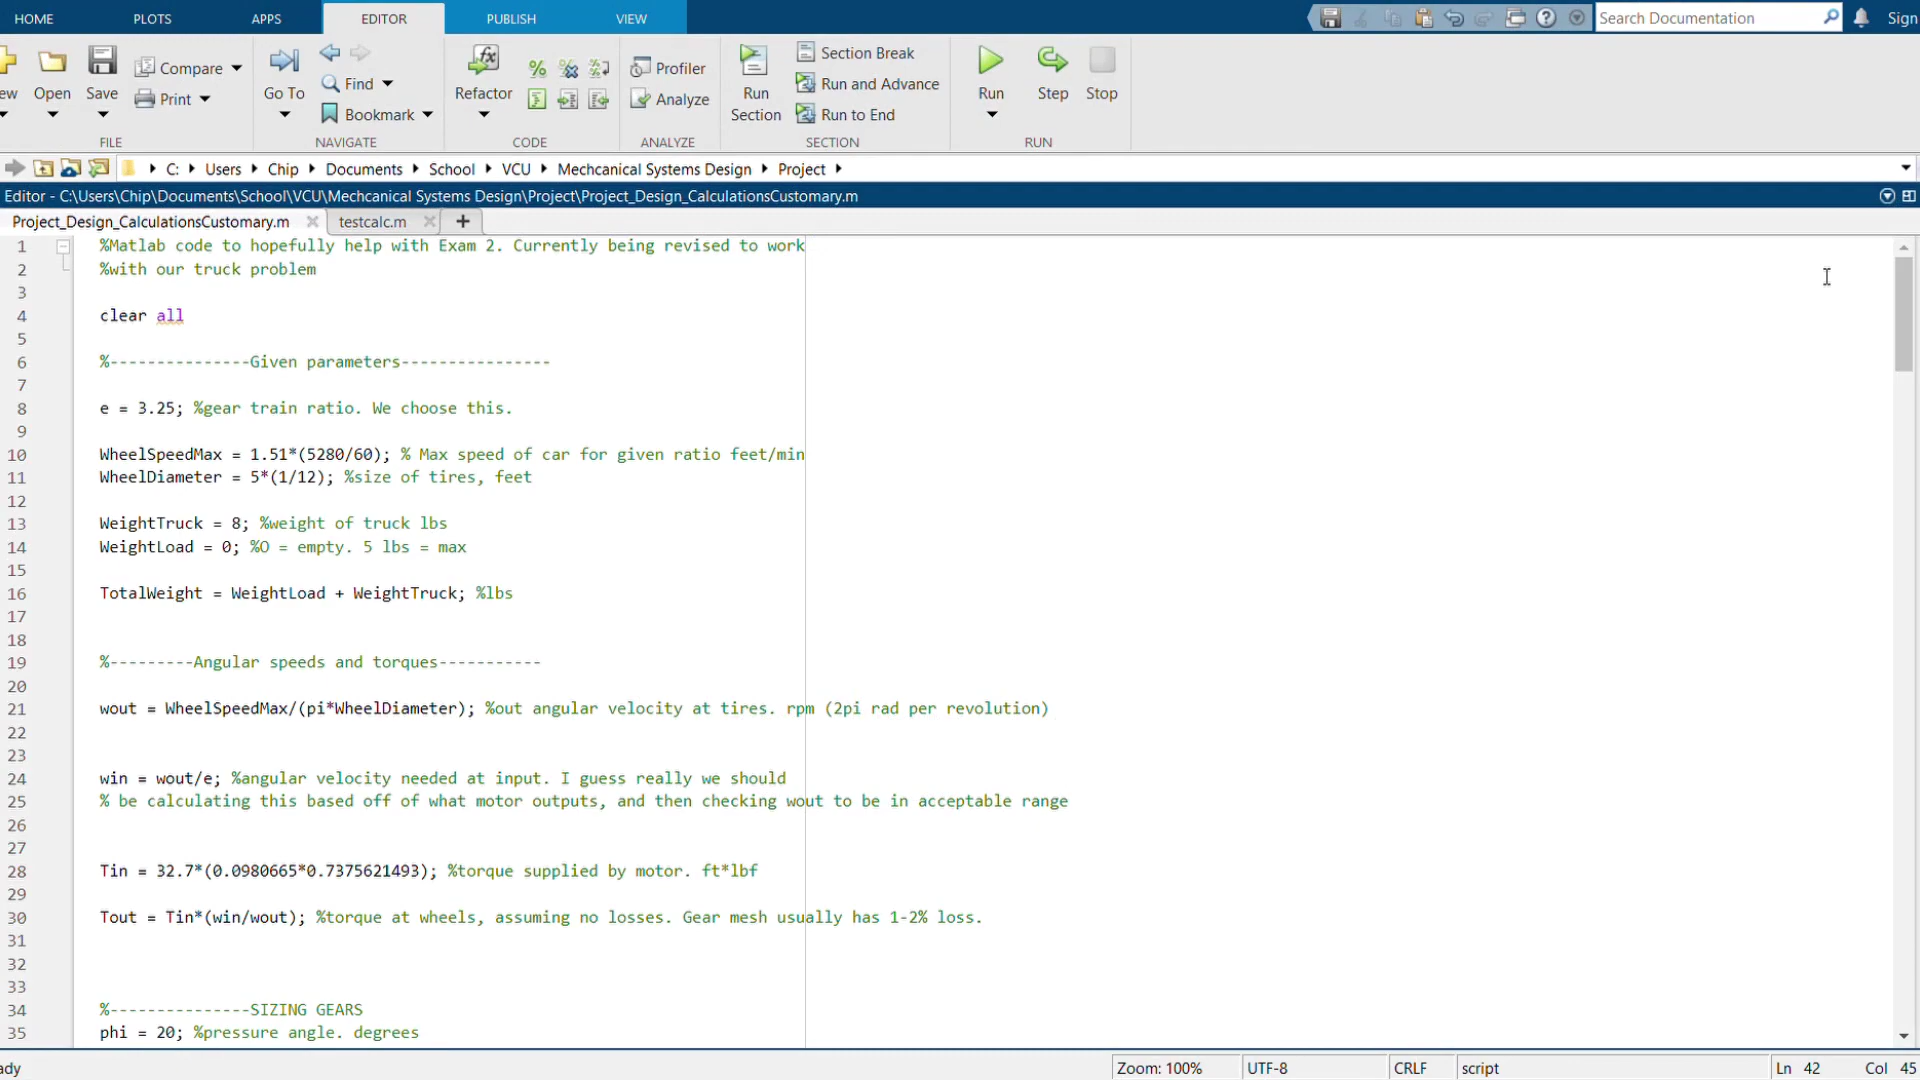 HOME PLOTS APPS EDITOR PUBLISH VIEW
Search Documentation Sign
Compare Find Profiler Section Break
Open Save Print Go To Bookmark Refactor Analyze Run Section Run and Advance Run Step Stop
Run to End
FILE NAVIGATE CODE ANALYZE SECTION RUN
C: Users Chip Documents School VCU Mechcanical Systems Design Project
Editor - C:\Users\Chip\Documents\School\VCU\Mechcanical Systems Design\Project\Project_Design_CalculationsCustomary.m
Project_Design_CalculationsCustomary.m testcalc.m
1 %Matlab code to hopefully help with Exam 2. Currently being revised to work
2 %with our truck problem
3
4 clear all
5
6 %---------------Given parameters----------------
7
8 e = 3.25; %gear train ratio. We choose this.
9
10 WheelSpeedMax = 1.51*(5280/60); % Max speed of car for given ratio feet/min
11 WheelDiameter = 5*(1/12); %size of tires, feet
12
13 WeightTruck = 8; %weight of truck lbs
14 WeightLoad = 0; %O = empty. 5 lbs = max
15
16 TotalWeight = WeightLoad + WeightTruck; %lbs
17
18
19 %---------Angular speeds and torques-----------
20
21 wout = WheelSpeedMax/(pi*WheelDiameter); %out angular velocity at tires. rpm (2pi rad per revolution)
22
23
24 win = wout/e; %angular velocity needed at input. I guess really we should
25 % be calculating this based off of what motor outputs, and then checking wout to be in acceptable range
26
27
28 Tin = 32.7*(0.0980665*0.7375621493); %torque supplied by motor. ft*lbf
29
30 Tout = Tin*(win/wout); %torque at wheels, assuming no losses. Gear mesh usually has 1-2% loss.
31
32
33
34 %---------------SIZING GEARS
35 phi = 20; %pressure angle. degrees
ady Zoom: 100% UTF-8 CRLF script Ln 42 Col 45